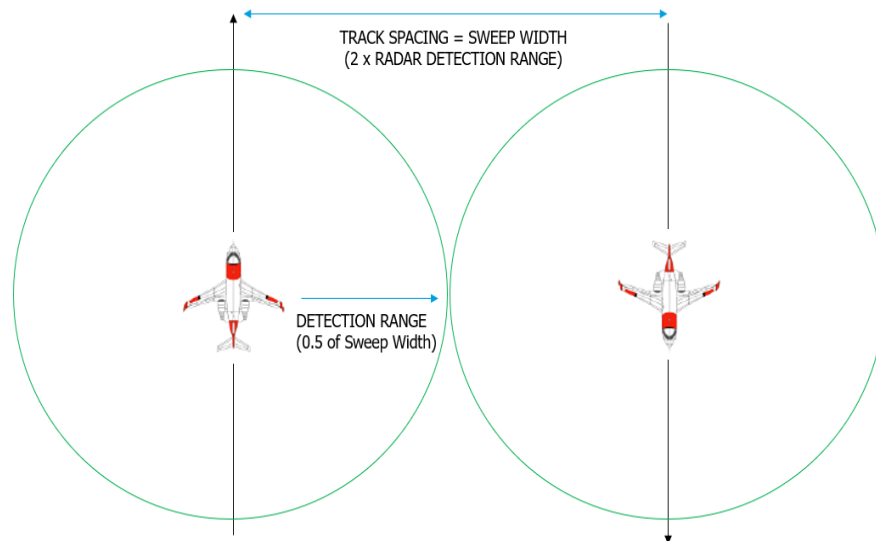 TRACK SPACING = SWEEP WIDTH
(2 x RADAR DETECTION RANGE)
DETECTION RANGE
(0.5 of Sweep Width)